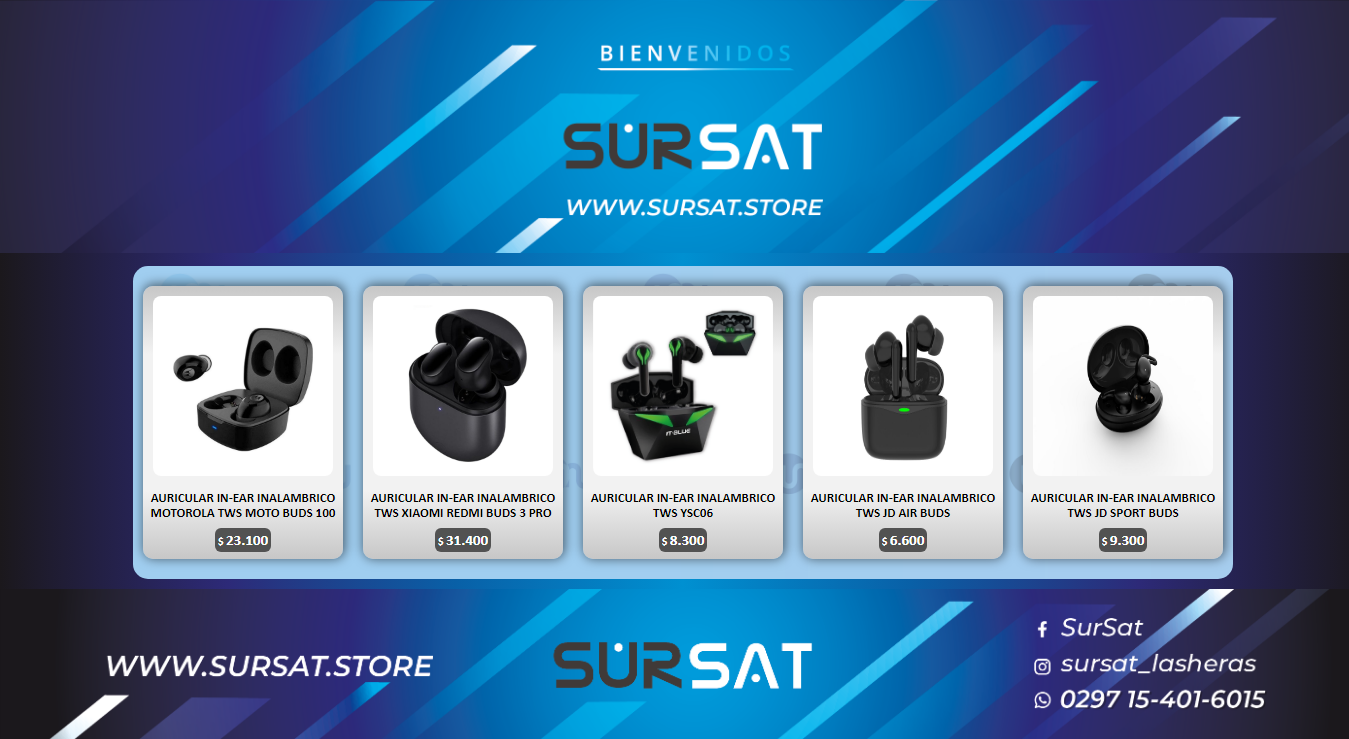 BIENVENIDOS
SURSAT
WWW.SURSAT.STORE
AURICULAR IN-EAR INALAMBRICO
MOTOROLA TWS MOTO BUDS 100
$ 23.100
AURICULAR IN-EAR INALAMBRICO
TWS XIAOMI REDMI BUDS 3 PRO
$ 31.400
IT·BLUE
AURICULAR IN-EAR INALAMBRICO
TWS YSC06
$ 8.300
AURICULAR IN-EAR INALAMBRICO
TWS JD AIR BUDS
$ 6.600
AURICULAR IN-EAR INALAMBRICO
TWS JD SPORT BUDS
$ 9.300
WWW.SURSAT.STORE
SURSAT
SurSat
sursat_lasheras
0297 15-401-6015